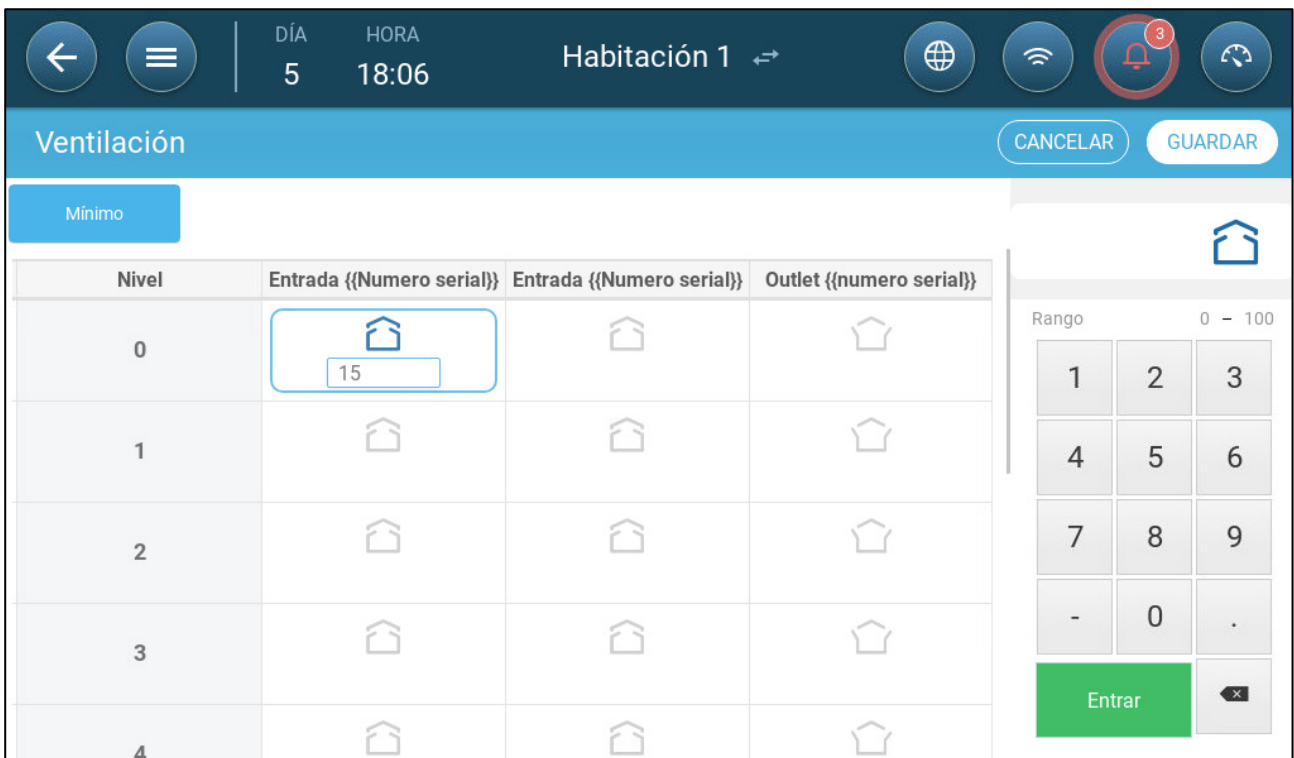 DÍA HORA
5 18:06
Habitación 1
3
Ventilación
CANCELAR
GUARDAR
Mínimo
Nivel Entrada {{Numero serial}} Entrada {{Numero serial}} Outlet {{numero serial}}
0
15
1
2
3
4
Rango 0 – 100
1 2 3
4 5 6
7 8 9
- 0 .
Entrar